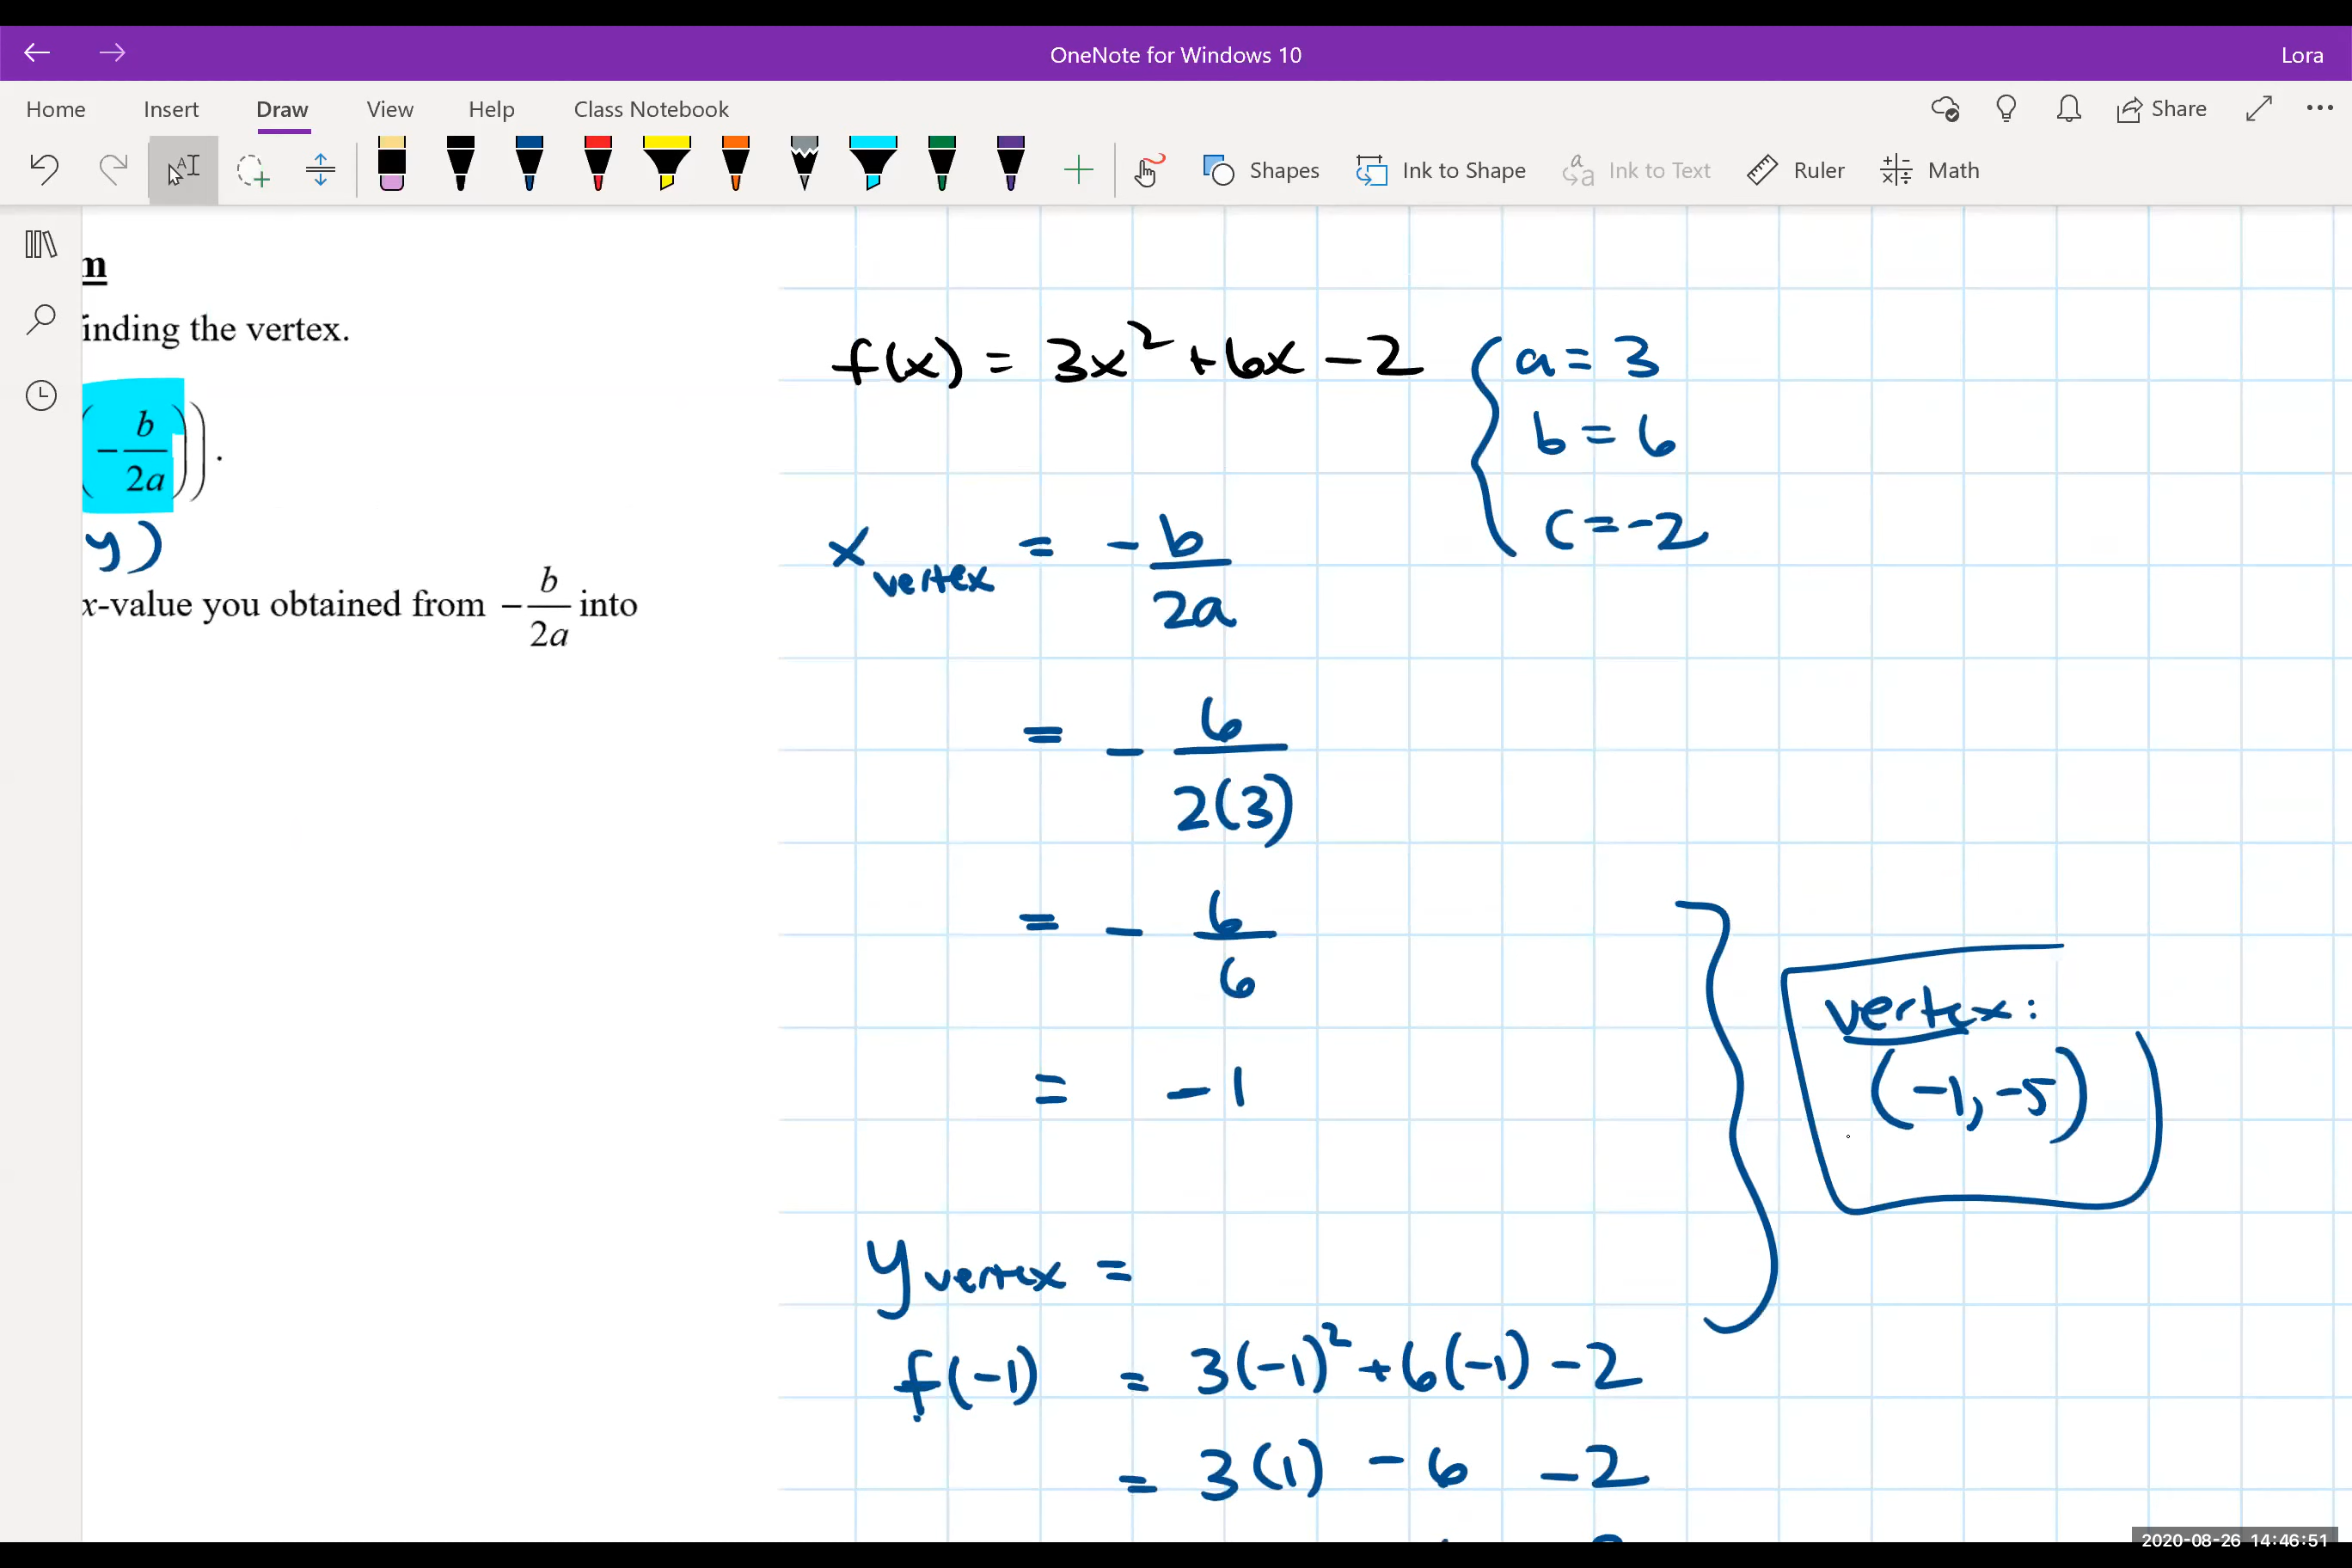 OneNote for Windows 10 Lora
Home Insert Draw View Help Class Notebook Share
Shapes Ink to Shape Ink to Text Ruler Math
m
inding the vertex.
(-b/2a)).
y)
x-value you obtained from -b/2a into
f(x) = 3x² + 6x - 2
a = 3
b = 6
c = -2
x vertex = - b/2a
= - 6/2(3)
= - 6/6
= -1
y vertex =
f(-1) = 3(-1)² + 6(-1) - 2
= 3(1) - 6 - 2
vertex:
(-1, -5)
2020-08-26 14:46:51